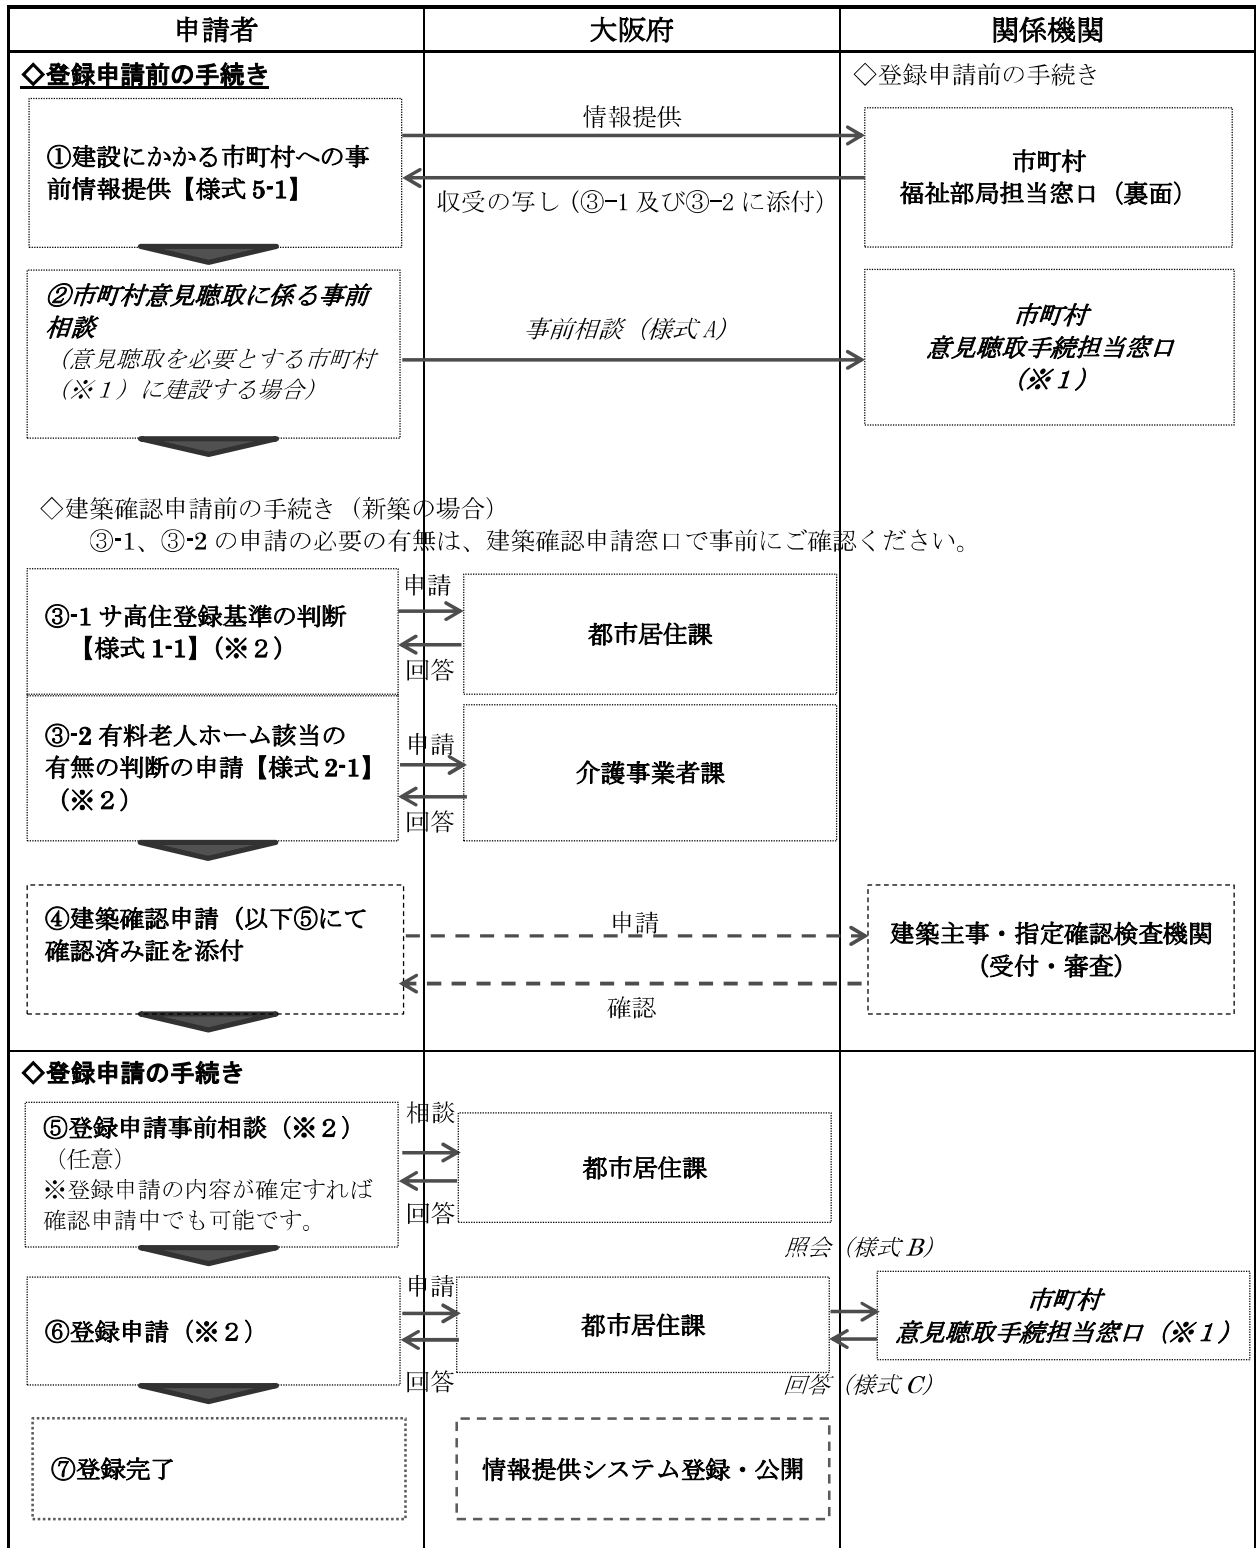 申請者
大阪府
関係機関
◇登録申請前の手続き
◇登録申請前の手続き
①建設にかかる市町村への事
前情報提供【様式 5-1】
情報提供
収受の写し（③-1 及び③-2 に添付）
市町村
福祉部局担当窓口（裏面）
②市町村意見聴取に係る事前
相談
（意見聴取を必要とする市町村
（※１）に建設する場合）
事前相談（様式 A）
市町村
意見聴取手続担当窓口
（※１）
◇建築確認申請前の手続き（新築の場合）
③-1、③-2 の申請の必要の有無は、建築確認申請窓口で事前にご確認ください。
③-1 サ高住登録基準の判断
【様式 1-1】（※２）
申請
回答
都市居住課
③-2 有料老人ホーム該当の
有無の判断の申請【様式 2-1】
（※２）
申請
回答
介護事業者課
④建築確認申請（以下⑤にて
確認済み証を添付
申請
確認
建築主事・指定確認検査機関
（受付・審査）
◇登録申請の手続き
⑤登録申請事前相談（※２）
（任意）
※登録申請の内容が確定すれば
確認申請中でも可能です。
相談
回答
都市居住課
照会（様式 B）
⑥登録申請（※２）
申請
回答
都市居住課
市町村
意見聴取手続担当窓口（※１）
回答（様式 C）
⑦登録完了
情報提供システム登録・公開